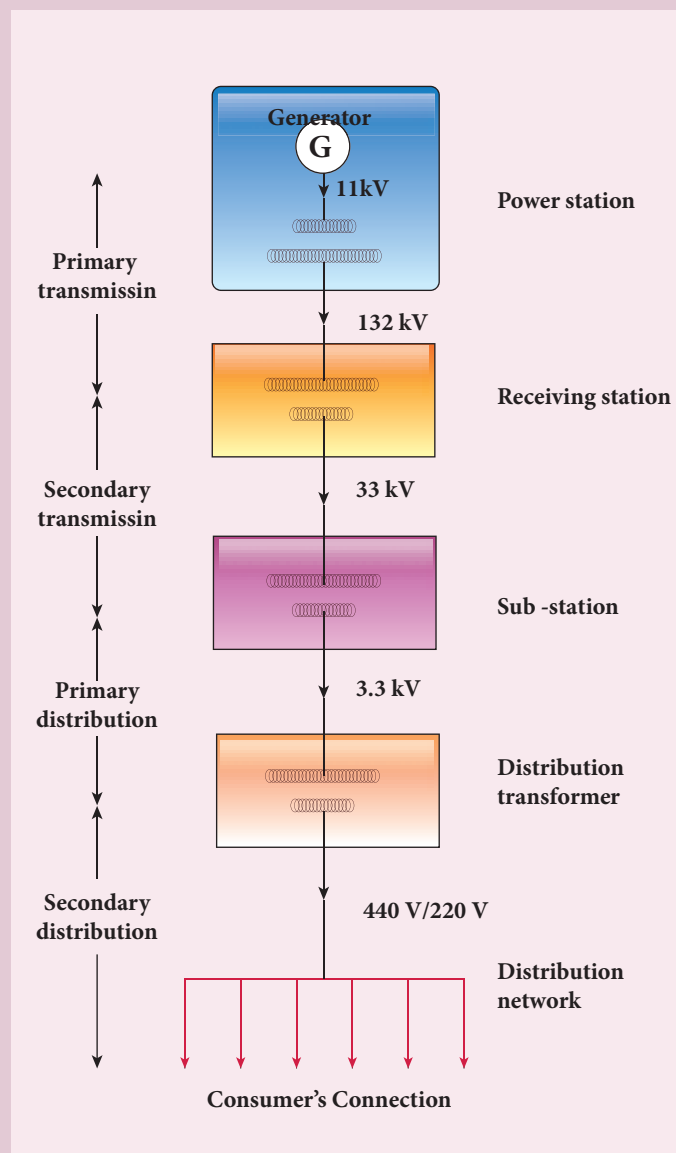 Generator
G
11kV
Power station
Primary
transmissin
132 kV
Receiving station
33 kV
Secondary
transmissin
Sub -station
3.3 kV
Primary
distribution
Distribution
transformer
440 V/220 V
Secondary
distribution
Distribution
network
Consumer's Connection